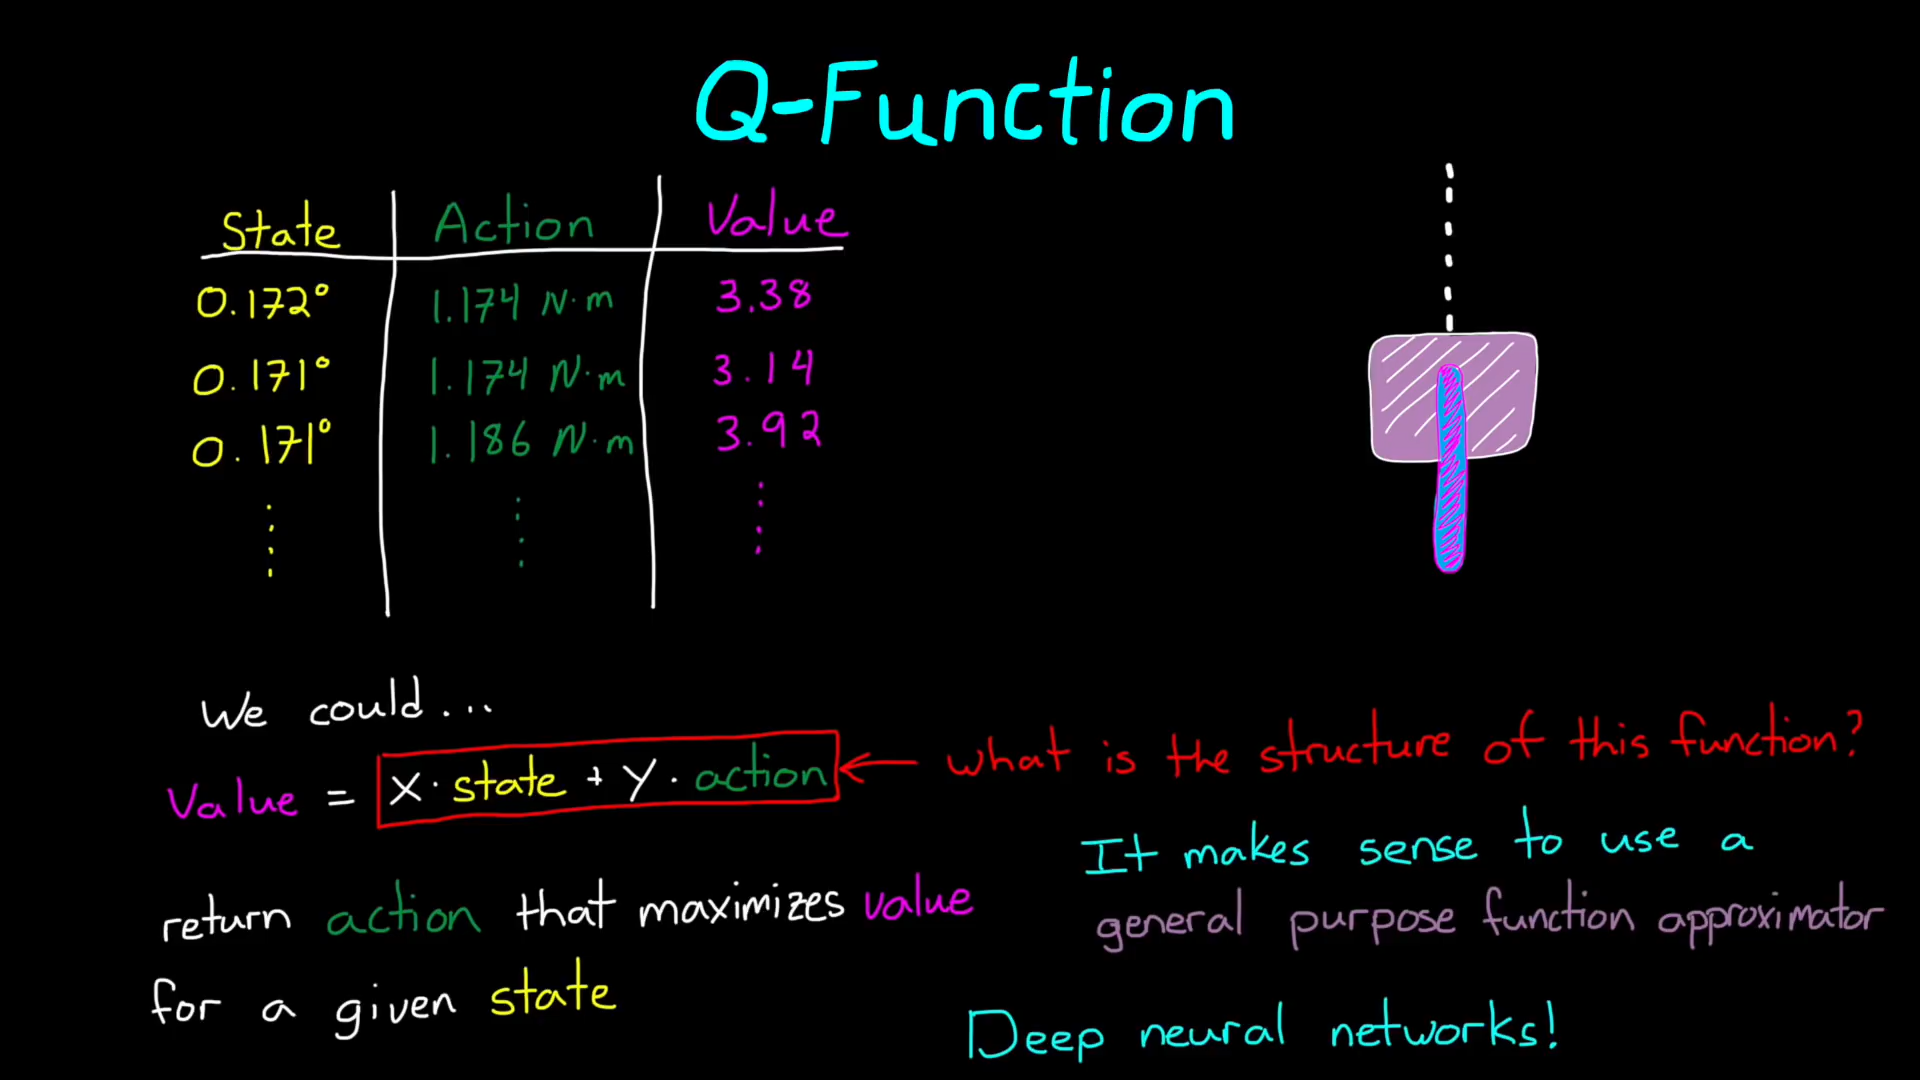 Q-Function
State Action Value
0.172° 1.174 N·m 3.38
0.171° 1.174 N·m 3.14
0.171° 1.186 N·m 3.92
We could...
Value = X·state + Y·action
what is the structure of this function?
return action that maximizes value
for a given state
It makes sense to use a
general purpose function approximator
Deep neural networks!